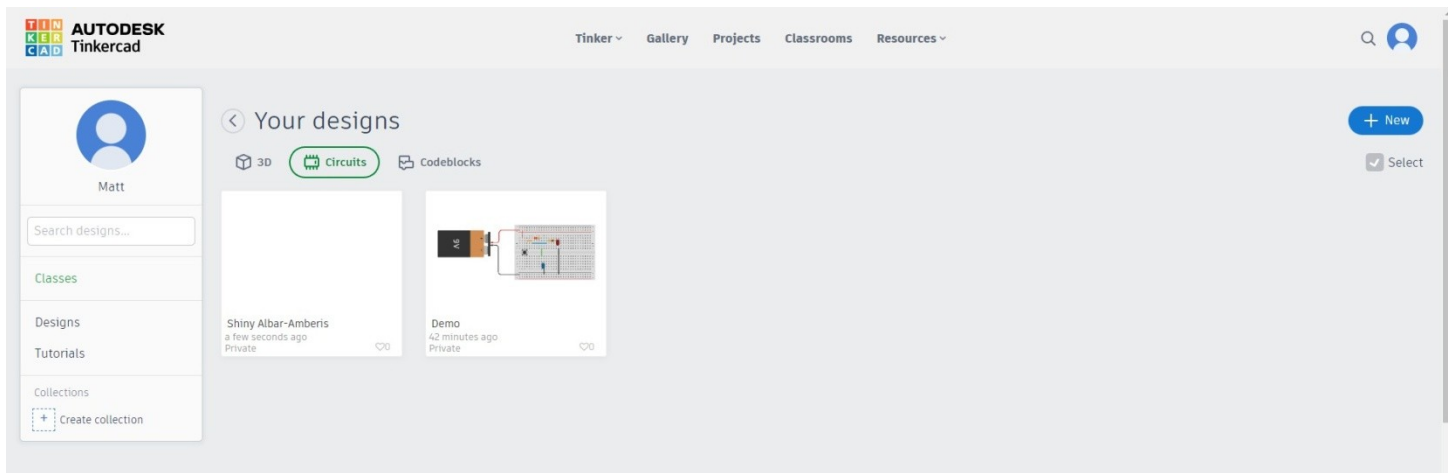 TIN
KER
CAD
AUTODESK
Tinkercad
Tinker Gallery Projects Classrooms Resources
Your designs
+ New
3D Circuits Codeblocks
Select
Matt
Search designs...
Classes
Designs
Tutorials
Collections
+ Create collection
9V
Shiny Albar-Amberis
a few seconds ago
Private 0
Demo
42 minutes ago
Private 0